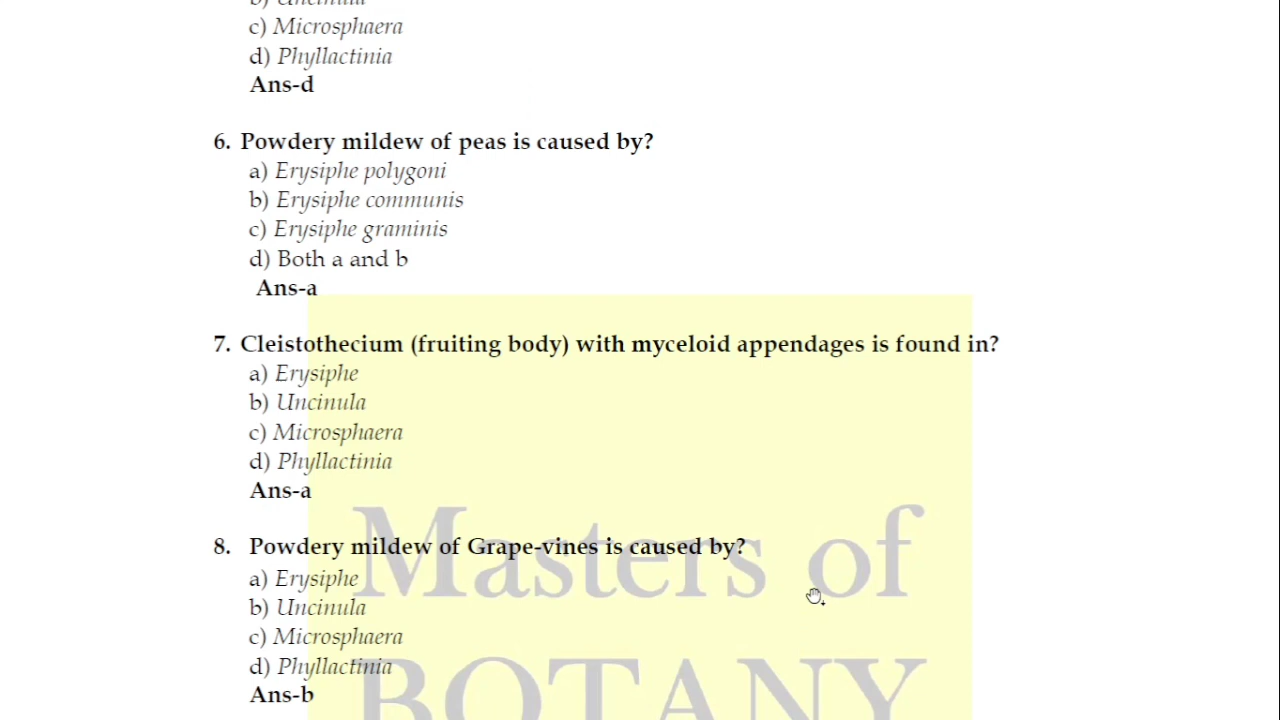 c) Microsphaera
d) Phyllactinia
Ans-d
6. Powdery mildew of peas is caused by?
a) Erysiphe polygoni
b) Erysiphe communis
c) Erysiphe graminis
d) Both a and b
Ans-a
7. Cleistothecium (fruiting body) with myceloid appendages is found in?
a) Erysiphe
b) Uncinula
c) Microsphaera
d) Phyllactinia
Ans-a
8. Powdery mildew of Grape-vines is caused by?
a) Erysiphe
b) Uncinula
c) Microsphaera
d) Phyllactinia
Ans-b
Masters of
BOTANY